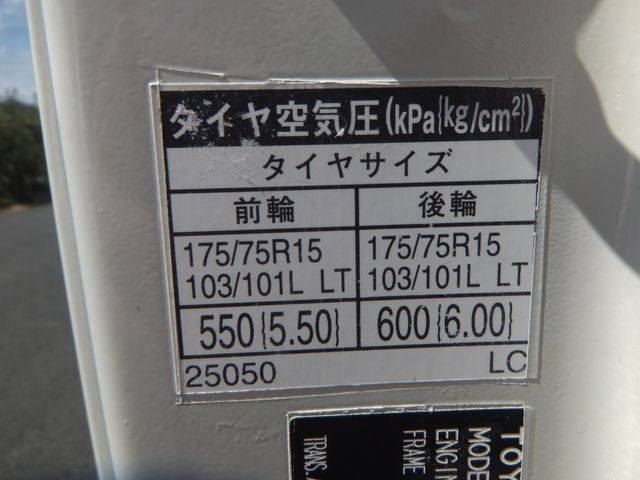 タイヤ空気圧(kPa{kg/cm²})
タイヤサイズ
前輪 後輪
175/75R15 175/75R15
103/101L LT 103/101L LT
550{5.50} 600{6.00}
25050 LC
TOY
MODE
ENGIN
FRAME
TRANS.